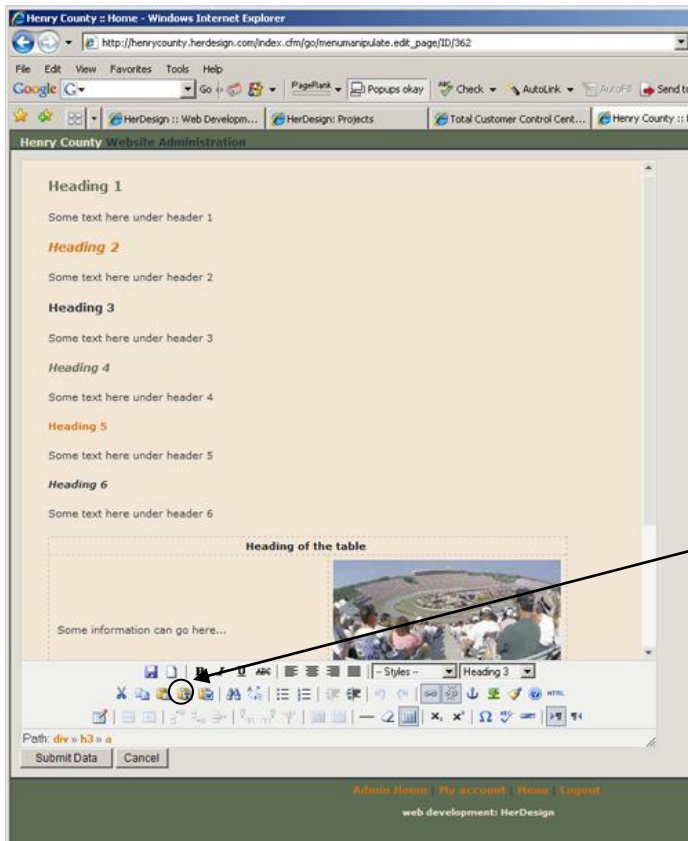 Henry County :: Home - Windows Internet Explorer
http://henrycounty.herdesign.com/index.cfm/go/menumanipulate.edit_page/ID/362
File Edit View Favorites Tools Help
Google G Go PageRank Popups okay Check AutoLink AutoFill Send to
HerDesign :: Web Developm... HerDesign: Projects Total Customer Control Cent... Henry County ::
Henry County Website Administration
Heading 1
Some text here under header 1
Heading 2
Some text here under header 2
Heading 3
Some text here under header 3
Heading 4
Some text here under header 4
Heading 5
Some text here under header 5
Heading 6
Some text here under header 6
Heading of the table
Some information can go here...
B I U ABC -- Styles -- Heading 3
HTML
Path: div » h3 » a
Submit Data Cancel
Admin Home | My account | Menu | Logout
web development: HerDesign